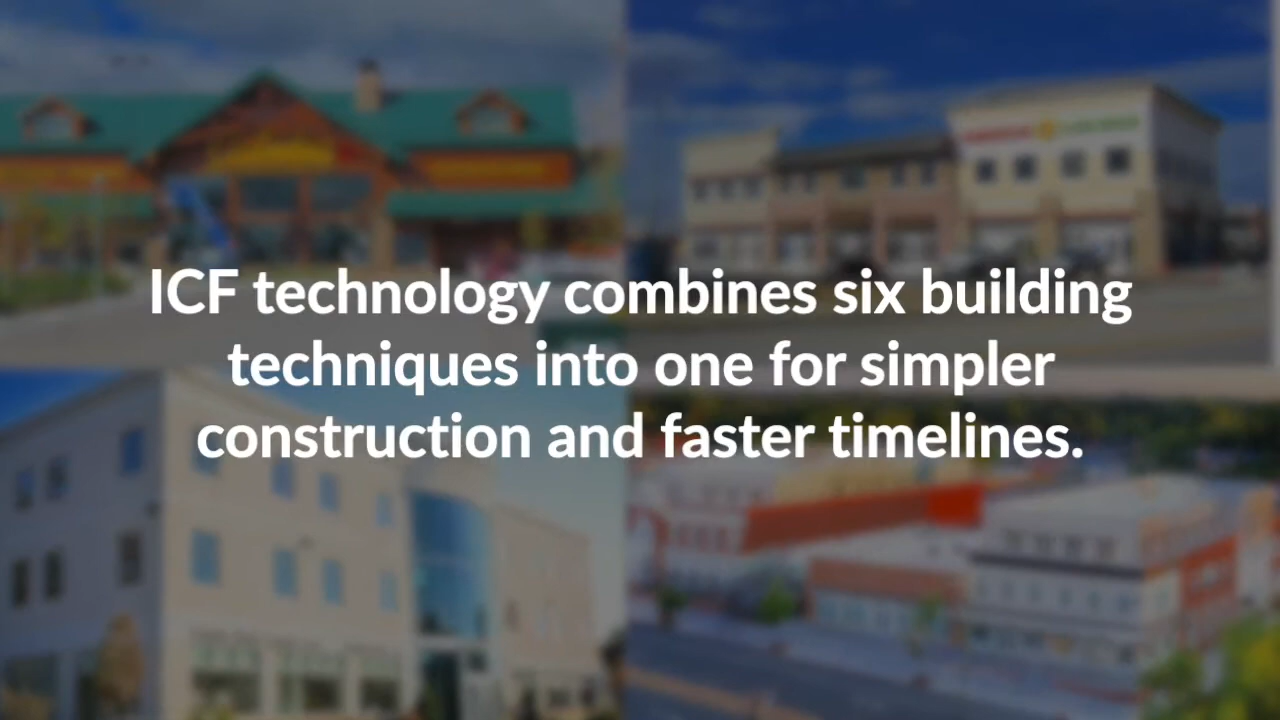 ICF technology combines six building
techniques into one for simpler
construction and faster timelines.